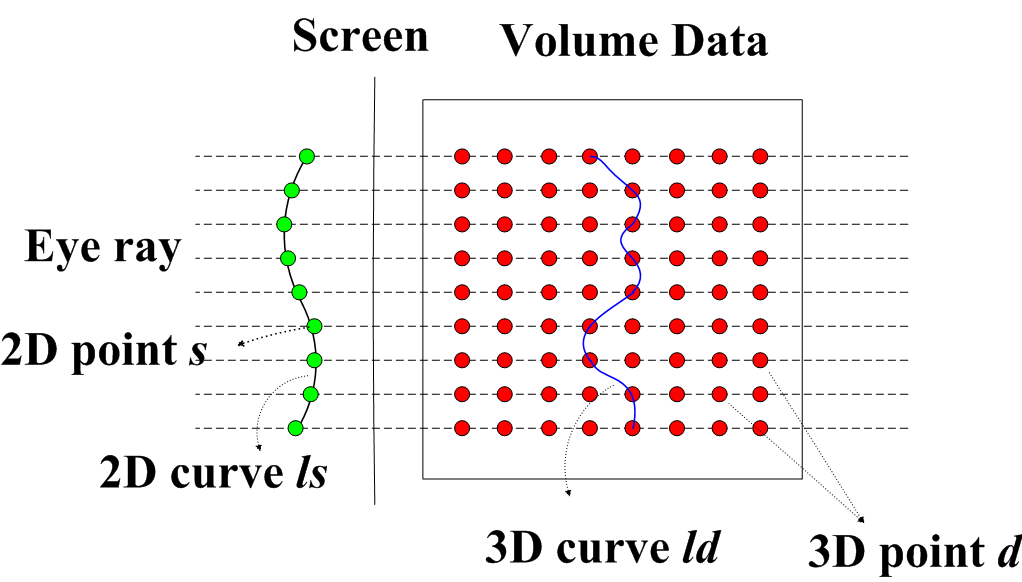 Screen
Volume Data
Eye ray
2D point s
2D curve ls
3D curve ld
3D point d